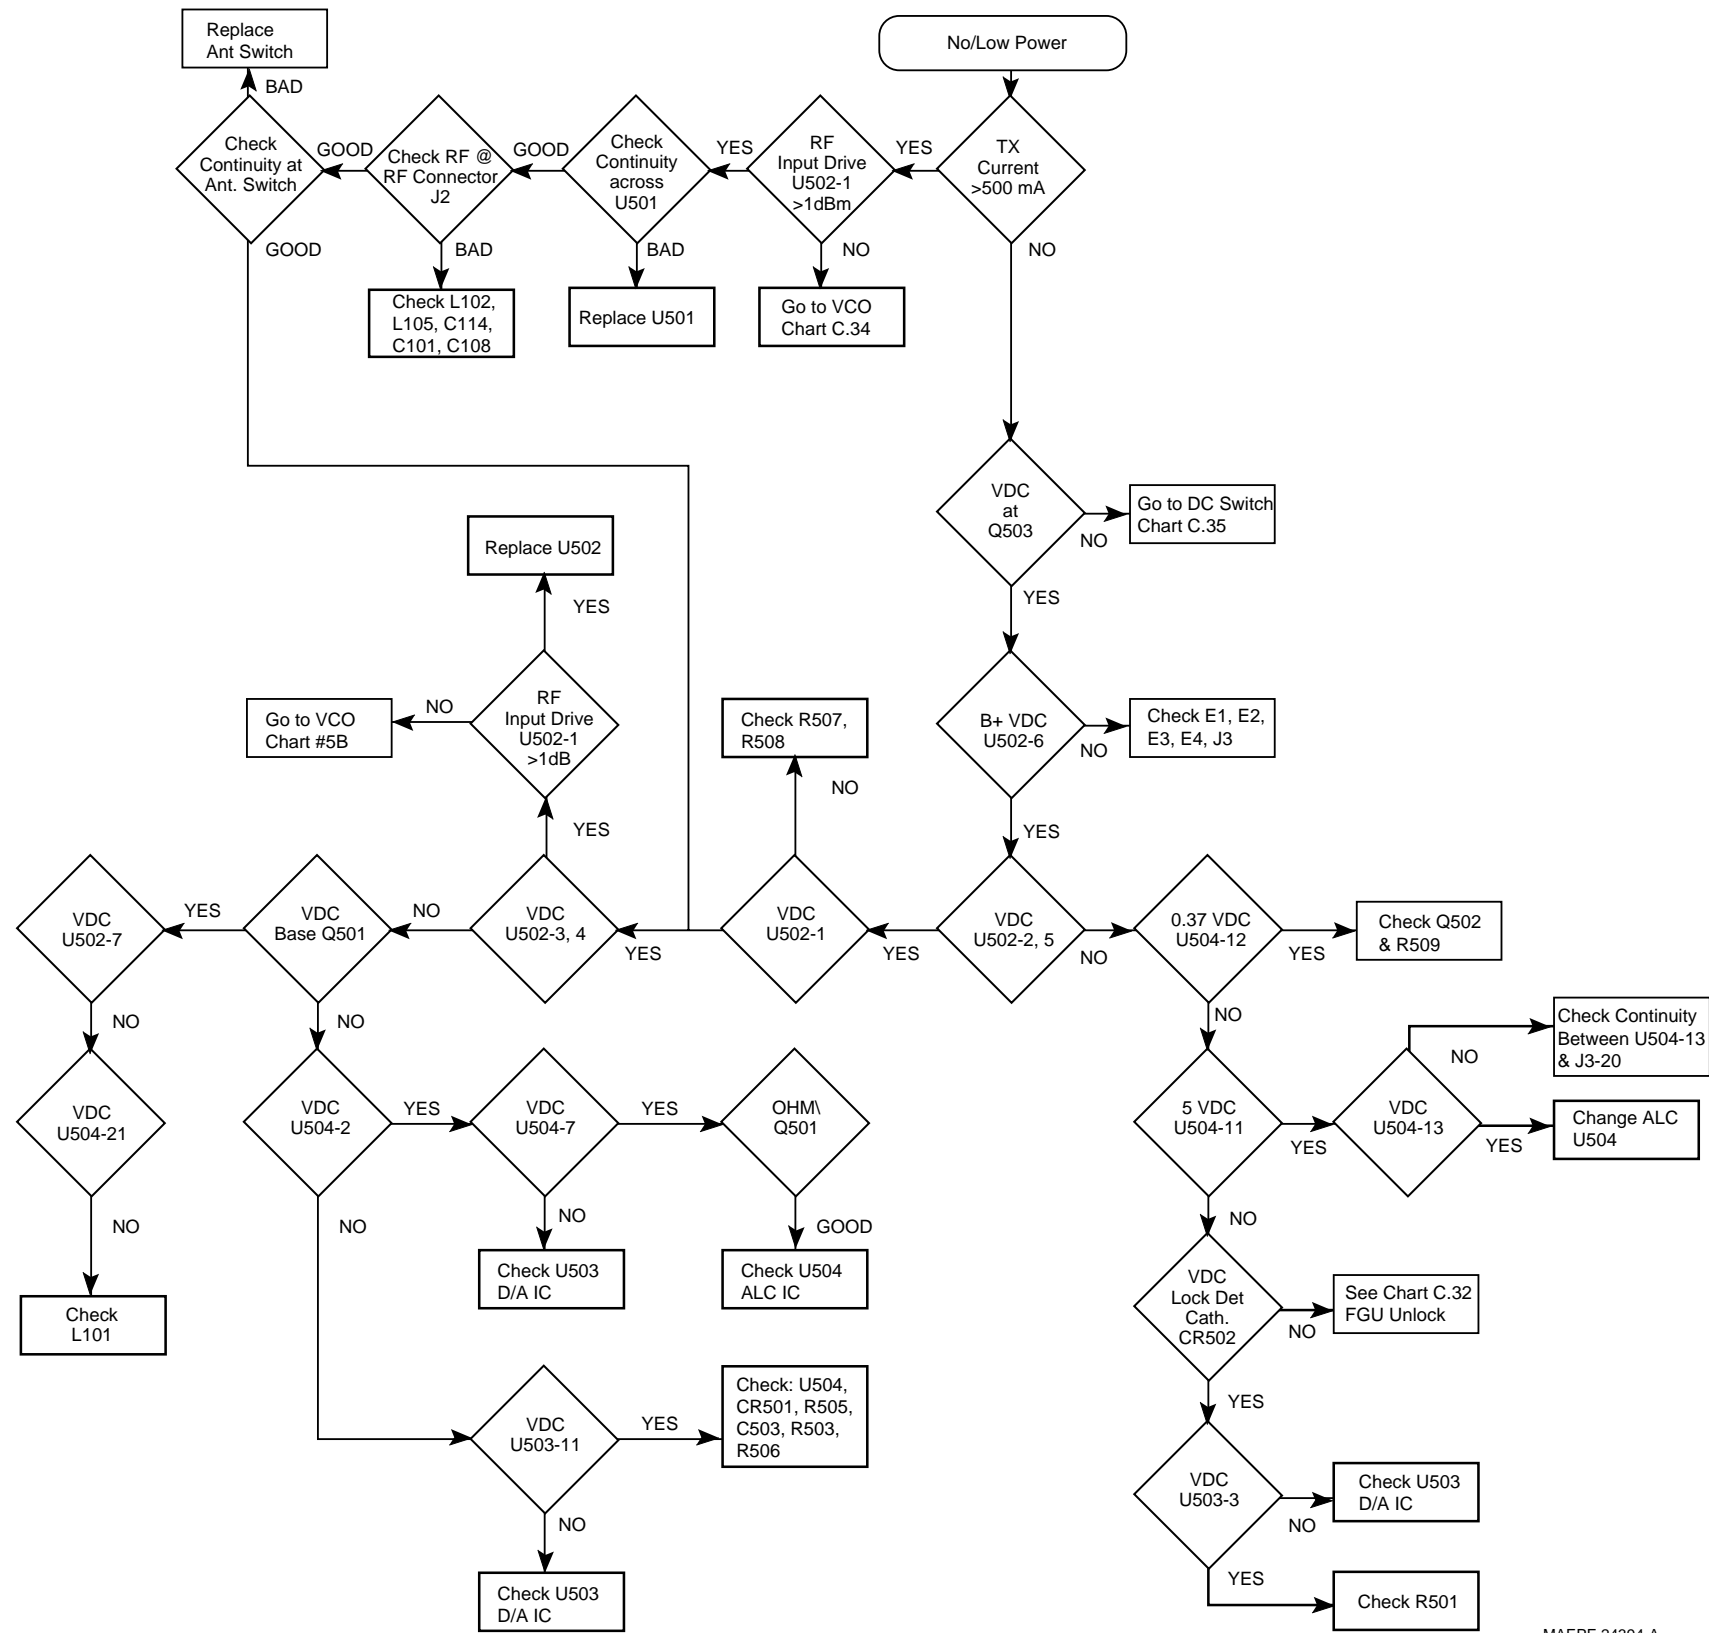 Replace
Ant Switch
No/Low Power
BAD
Check
Continuity at
Ant. Switch
GOOD
Check RF @
RF Connector
J2
GOOD
Check
Continuity
across
U501
YES
RF
Input Drive
U502-1
>1dBm
YES
TX
Current
>500 mA
GOOD
BAD
BAD
NO
NO
Check L102,
L105, C114,
C101, C108
Replace U501
Go to VCO
Chart C.34
VDC
at
Q503
NO
Go to DC Switch
Chart C.35
Replace U502
YES
YES
Go to VCO
Chart #5B
NO
RF
Input Drive
U502-1
>1dB
Check R507,
R508
B+ VDC
U502-6
NO
Check E1, E2,
E3, E4, J3
NO
YES
YES
VDC
U502-7
YES
VDC
Base Q501
NO
VDC
U502-3, 4
YES
VDC
U502-1
YES
VDC
U502-2, 5
NO
0.37 VDC
U504-12
YES
Check Q502
& R509
NO
NO
NO
Check Continuity
Between U504-13
& J3-20
NO
VDC
U504-21
VDC
U504-2
YES
VDC
U504-7
YES
OHM\
Q501
5 VDC
U504-11
YES
VDC
U504-13
YES
Change ALC
U504
NO
NO
NO
GOOD
NO
Check
L101
Check U503
D/A IC
Check U504
ALC IC
VDC
Lock Det
Cath.
CR502
NO
See Chart C.32
FGU Unlock
YES
VDC
U503-11
YES
Check: U504,
CR501, R505,
C503, R503,
R506
VDC
U503-3
NO
Check U503
D/A IC
NO
YES
Check U503
D/A IC
Check R501